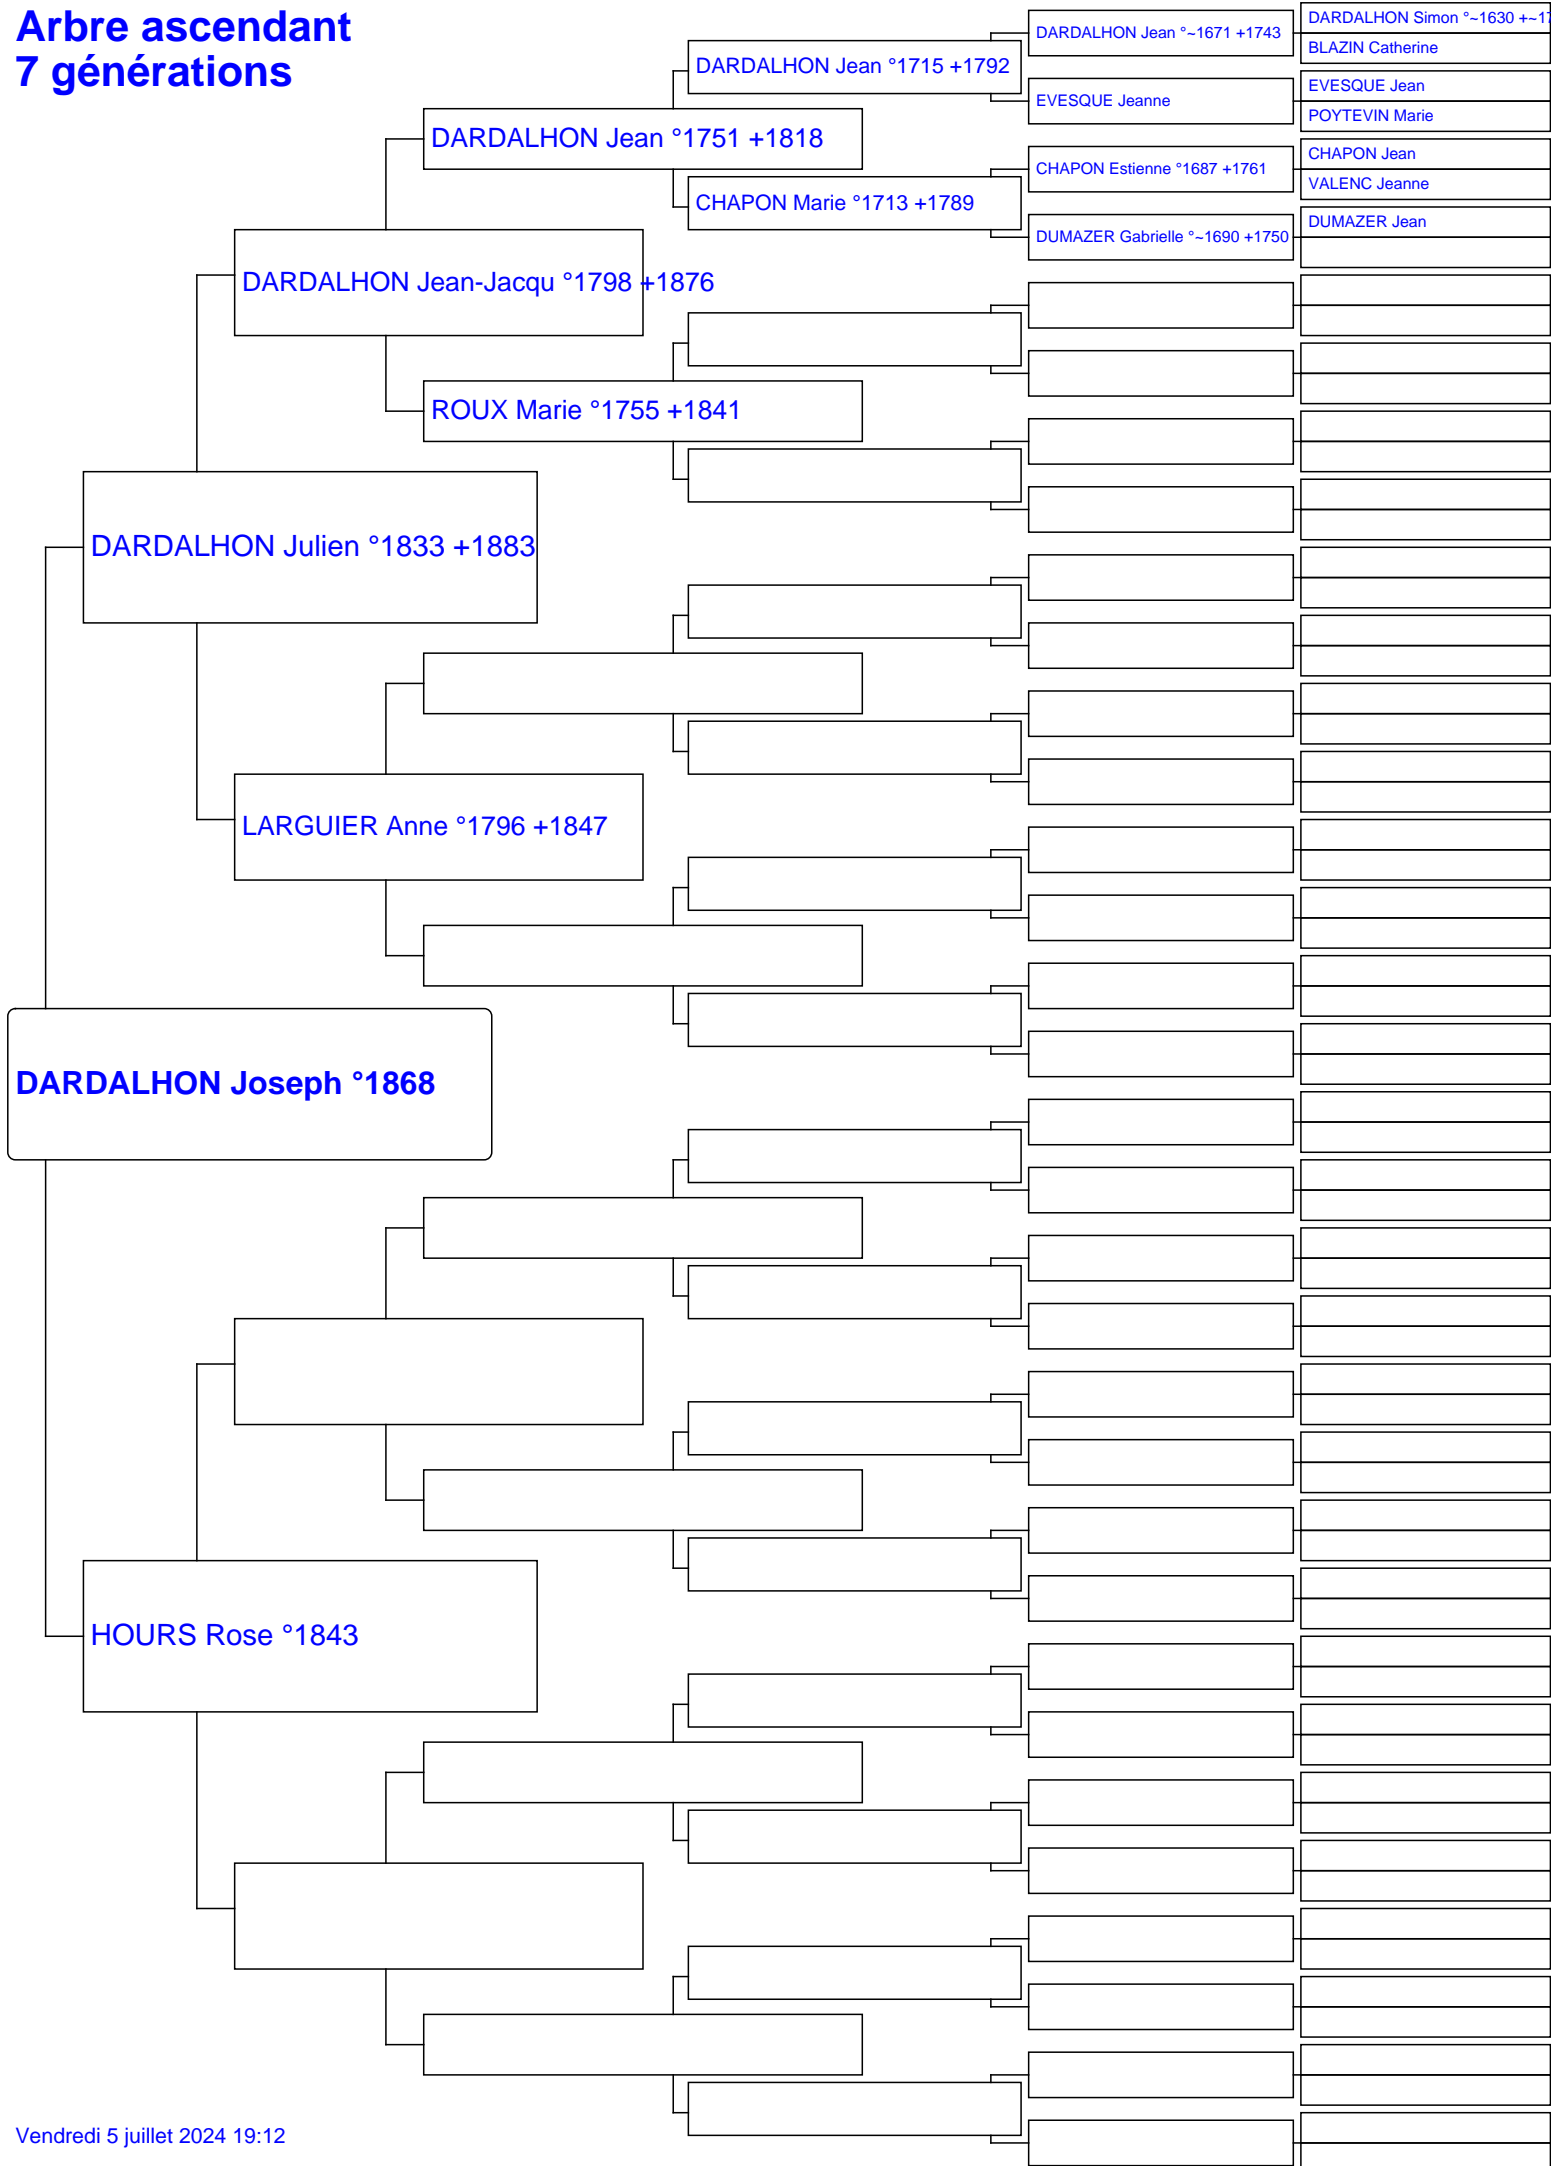 Arbre ascendant
7 générations
DARDALHON Simon °~1630 +~17
BLAZIN Catherine
DARDALHON Jean °~1671 +1743
DARDALHON Jean °1715 +1792
EVESQUE Jean
EVESQUE Jeanne
POYTEVIN Marie
DARDALHON Jean °1751 +1818
CHAPON Jean
CHAPON Estienne °1687 +1761
VALENC Jeanne
CHAPON Marie °1713 +1789
DUMAZER Jean
DUMAZER Gabrielle °~1690 +1750
DARDALHON Jean-Jacqu °1798 +1876
ROUX Marie °1755 +1841
DARDALHON Julien °1833 +1883
LARGUIER Anne °1796 +1847
DARDALHON Joseph °1868
HOURS Rose °1843
Vendredi 5 juillet 2024 19:12